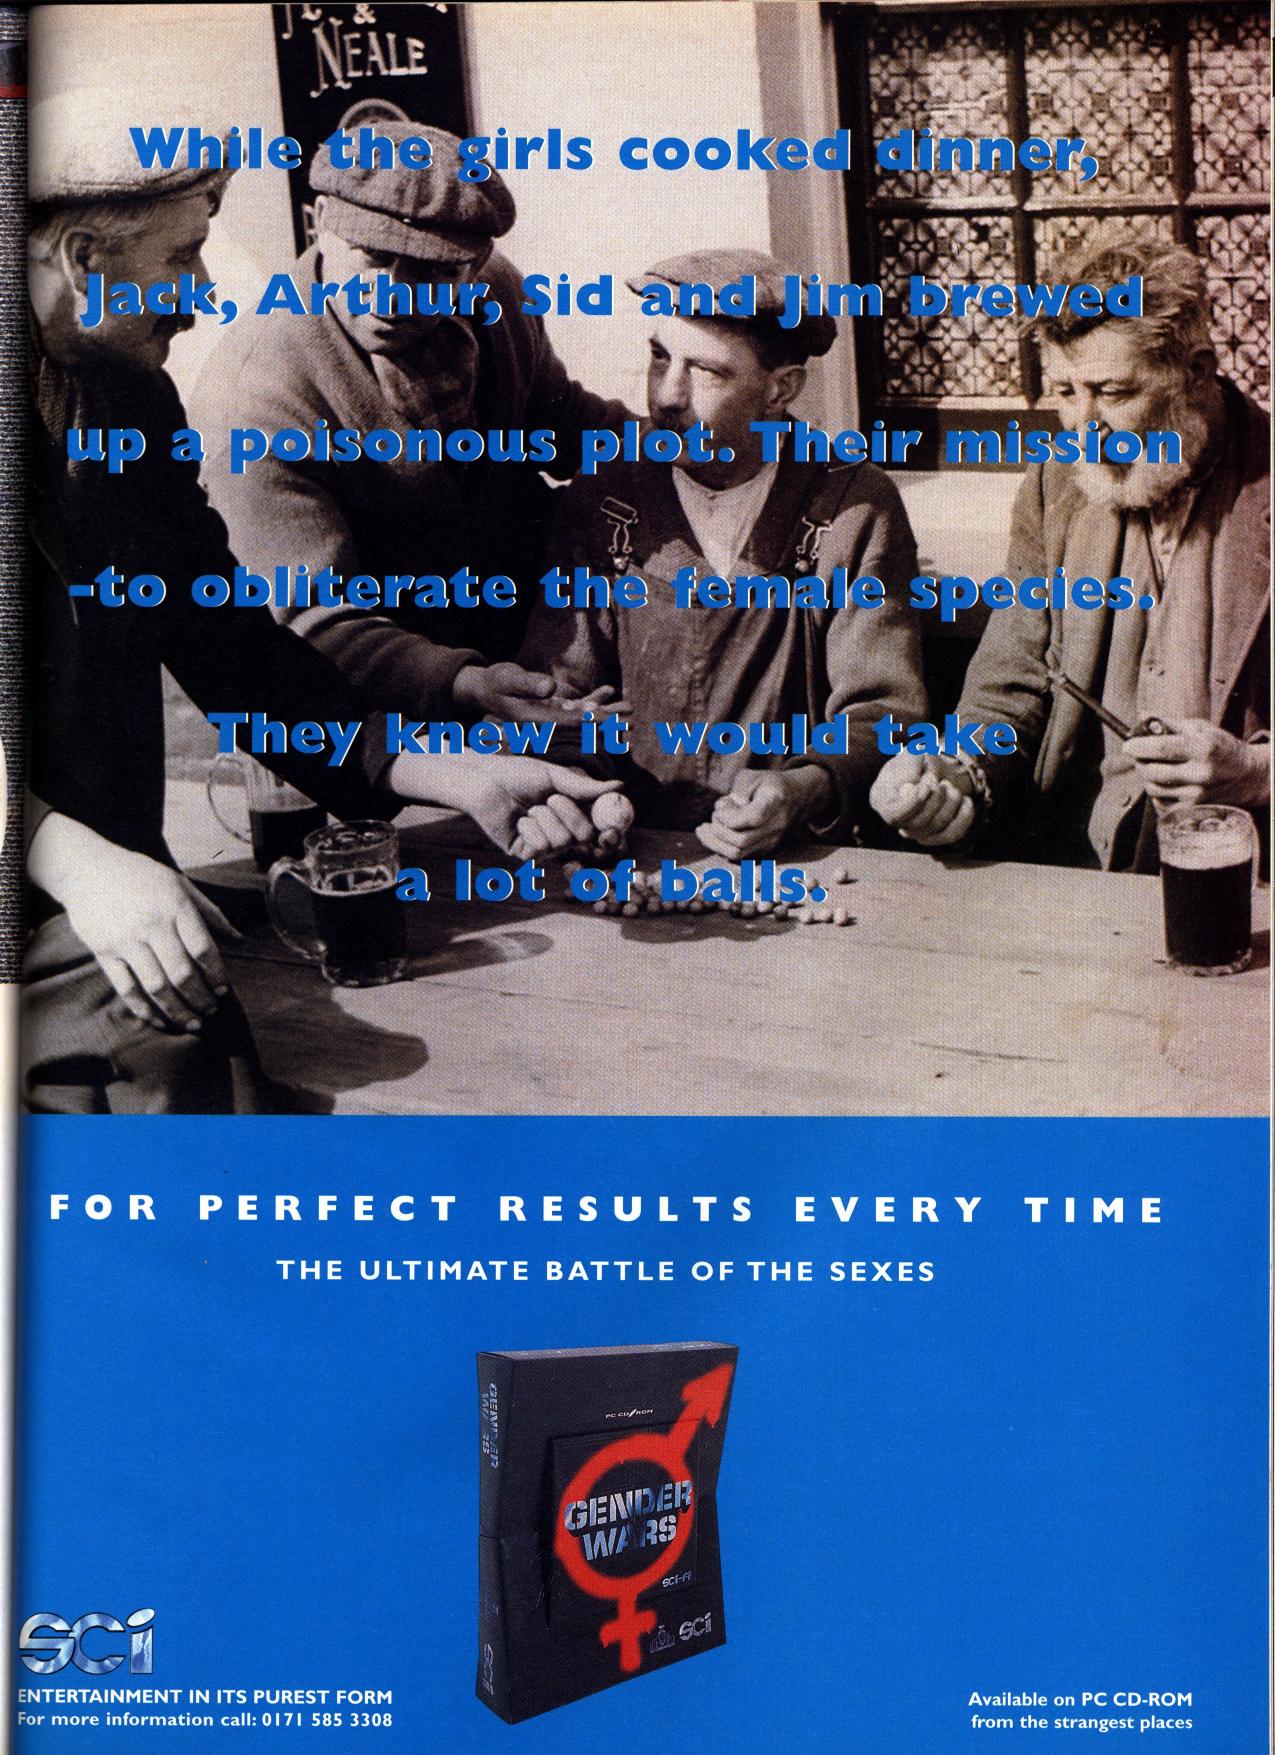 &
NEALE
While the girls cooked dinner,
Jack, Arthur, Sid and Jim brewed
up a poisonous plot. Their mission
-to obliterate the female species.
They knew it would take
a lot of balls.
FOR PERFECT RESULTS EVERY TIME
THE ULTIMATE BATTLE OF THE SEXES
PC CD/ROM
GENDER
WARS
GENDER
WARS
SCi-Fi
SCi
SCi
SCi
ENTERTAINMENT IN ITS PUREST FORM
For more information call: 0171 585 3308
Available on PC CD-ROM
from the strangest places